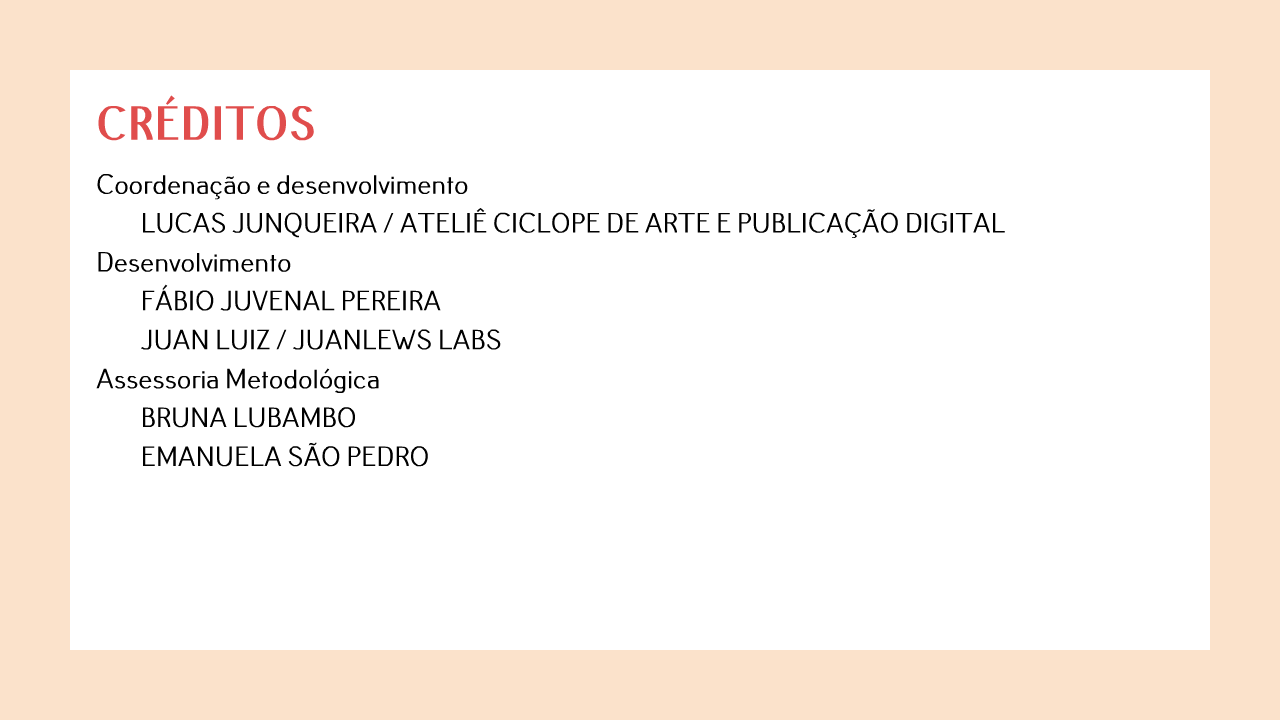 CRÉDITOS
Coordenação e desenvolvimento
LUCAS JUNQUEIRA / ATELIÊ CICLOPE DE ARTE E PUBLICAÇÃO DIGITAL
Desenvolvimento
FÁBIO JUVENAL PEREIRA
JUAN LUIZ / JUANLEWS LABS
Assessoria Metodológica
BRUNA LUBAMBO
EMANUELA SÃO PEDRO